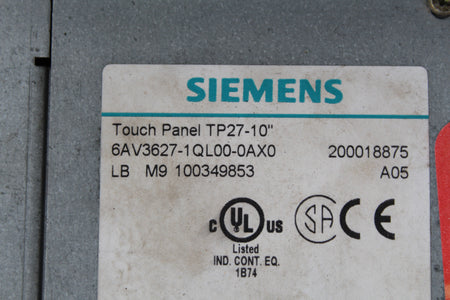 SIEMENS
Touch Panel TP27-10"
6AV3627-1QL00-0AX0 200018875
LB M9 100349853 A05
C UL US SA CE
Listed
IND. CONT. EQ.
1B74